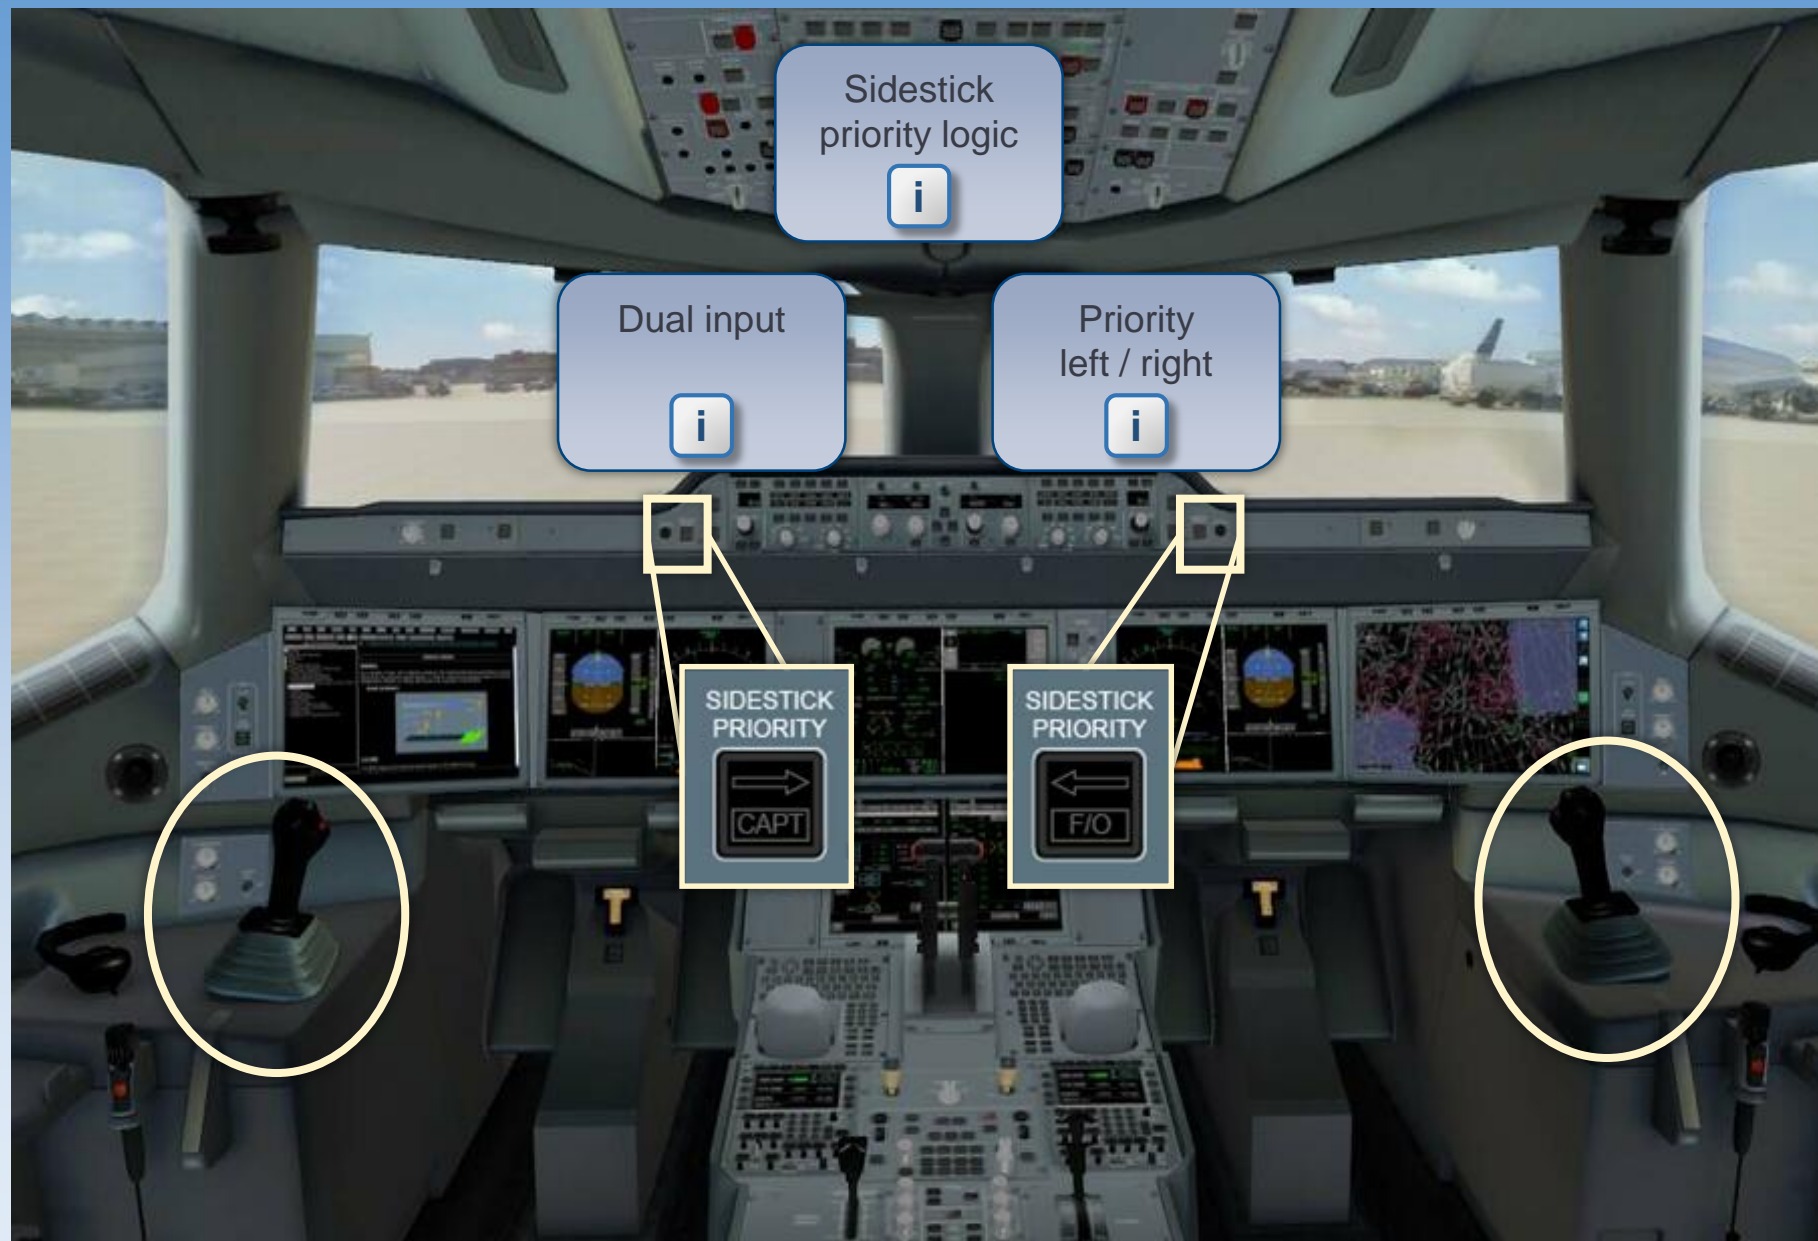 Sidestick
priority logic
i
Dual input
i
Priority
left / right
i
SIDESTICK
PRIORITY
CAPT
SIDESTICK
PRIORITY
F/O